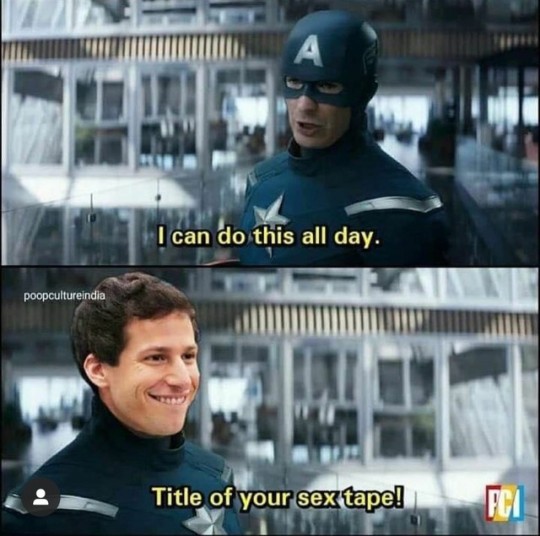 A
I can do this all day.
poopcultureindia
Title of your sex tape!
PCI